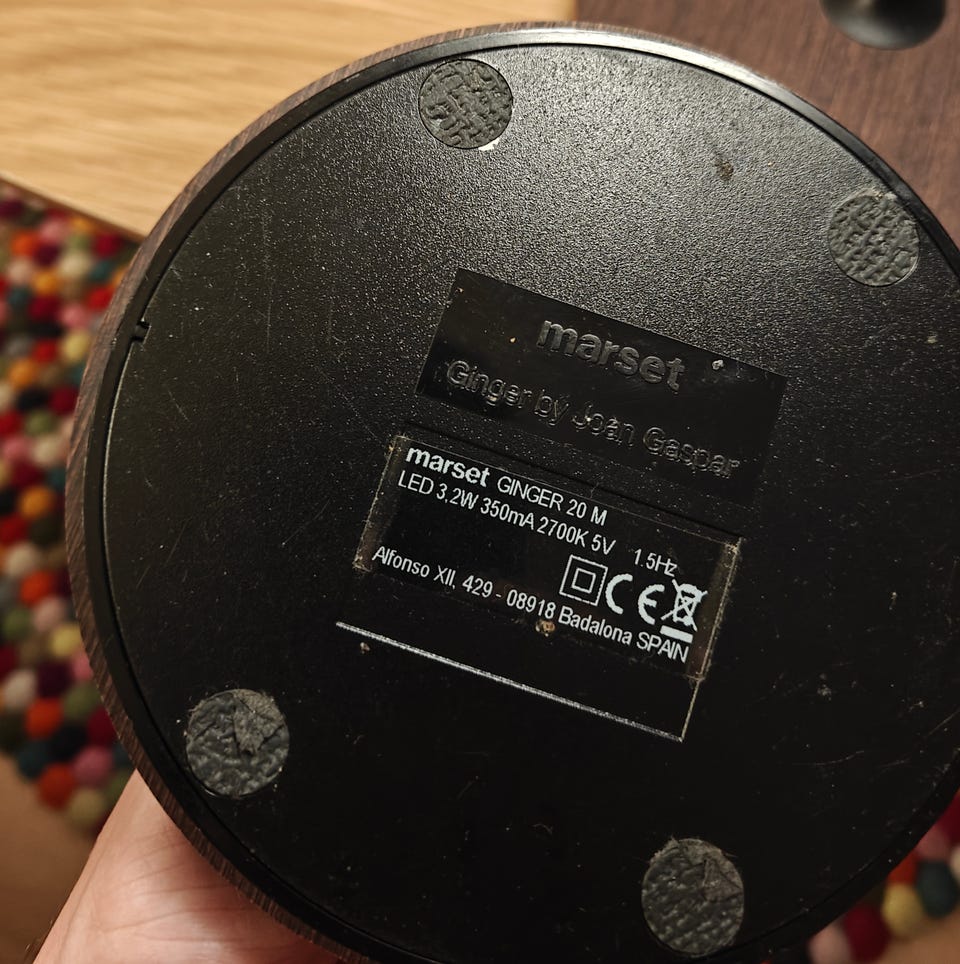 marset
Ginger by Joan Gaspar
marset GINGER 20 M
LED 3,2W 350mA 2700K 5V 1.5Hz
Alfonso XII, 429 - 08918 Badalona SPAIN
CE